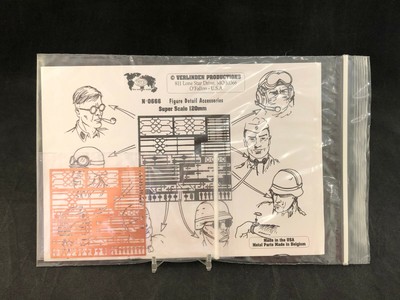 © VERLINDEN PRODUCTIONS
811 Lone Star Drive,
O'Fallon - U.S.A
N°0688 Figure Detail Accessories
Super Scale 120mm
Made in the USA
Metal Parts Made in Belgium